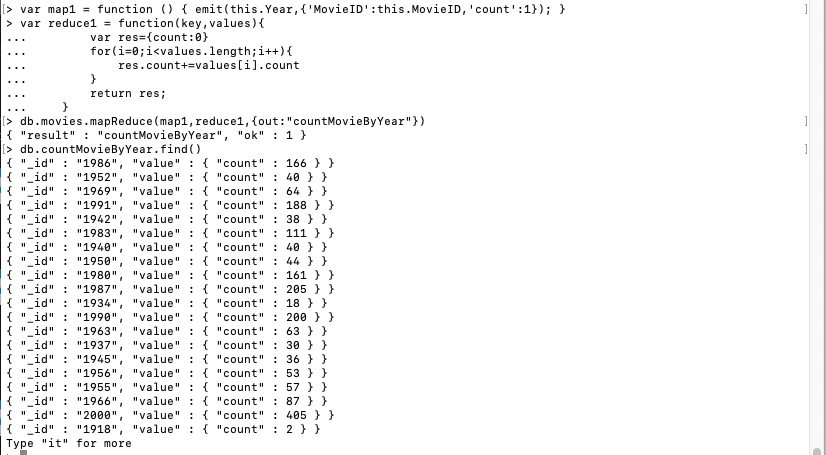 [> var map1 = function () { emit(this.Year,{'MovieID':this.MovieID,'count':1}); }          ]
> var reduce1 = function(key,values){
...         var res={count:0}
...         for(i=0;i<values.length;i++){
...             res.count+=values[i].count
...         }
...         return res;
...     }
[> db.movies.mapReduce(map1,reduce1,{out:"countMovieByYear"})          ]
{ "result" : "countMovieByYear", "ok" : 1 }
[> db.countMovieByYear.find()          ]
{ "_id" : "1986", "value" : { "count" : 166 } }
{ "_id" : "1952", "value" : { "count" : 40 } }
{ "_id" : "1969", "value" : { "count" : 64 } }
{ "_id" : "1991", "value" : { "count" : 188 } }
{ "_id" : "1942", "value" : { "count" : 38 } }
{ "_id" : "1983", "value" : { "count" : 111 } }
{ "_id" : "1940", "value" : { "count" : 40 } }
{ "_id" : "1950", "value" : { "count" : 44 } }
{ "_id" : "1980", "value" : { "count" : 161 } }
{ "_id" : "1987", "value" : { "count" : 205 } }
{ "_id" : "1934", "value" : { "count" : 18 } }
{ "_id" : "1990", "value" : { "count" : 200 } }
{ "_id" : "1963", "value" : { "count" : 63 } }
{ "_id" : "1937", "value" : { "count" : 30 } }
{ "_id" : "1945", "value" : { "count" : 36 } }
{ "_id" : "1956", "value" : { "count" : 53 } }
{ "_id" : "1955", "value" : { "count" : 57 } }
{ "_id" : "1966", "value" : { "count" : 87 } }
{ "_id" : "2000", "value" : { "count" : 405 } }
{ "_id" : "1918", "value" : { "count" : 2 } }
Type "it" for more
>